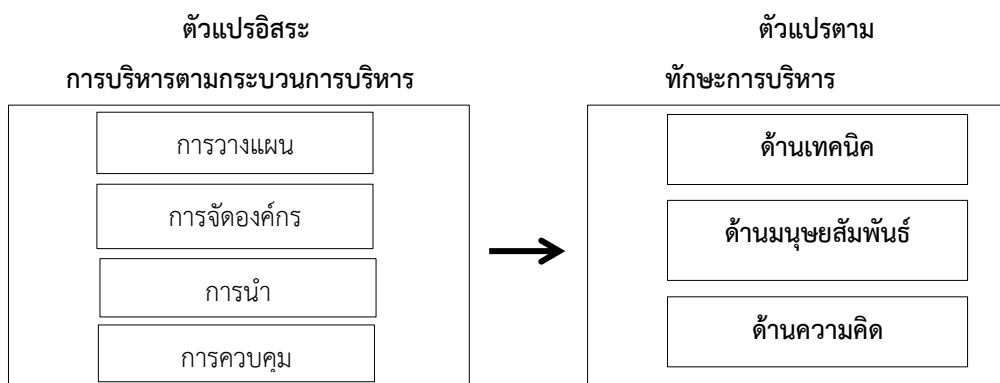 ตัวแปรอิสระ
การบริหารตามกระบวนการบริหาร
การวางแผน
การจัดองค์กร
การนำ
การควบคุม
ตัวแปรตาม
ทักษะการบริหาร
ด้านเทคนิค
ด้านมนุษยสัมพันธ์
ด้านความคิด